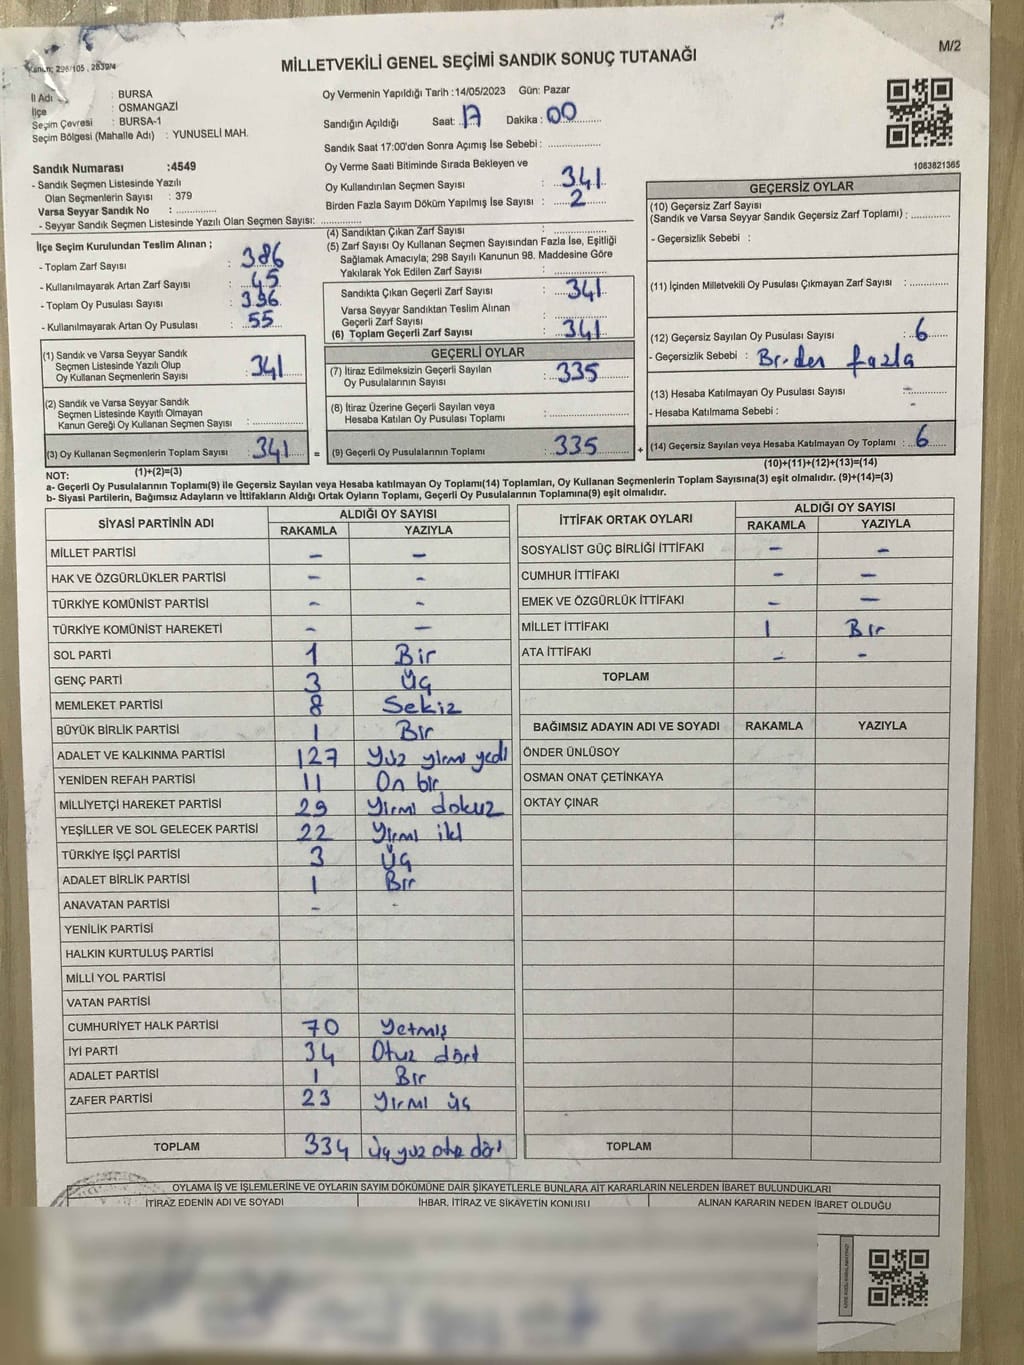 M/2
Kanun: 298/105, 2839/4
MİLLETVEKİLİ GENEL SEÇİMİ SANDIK SONUÇ TUTANAĞI
İl Adı : BURSA
İlçe : OSMANGAZİ
Seçim Çevresi : BURSA-1
Seçim Bölgesi (Mahalle Adı) : YUNUSELİ MAH.
Oy Vermenin Yapıldığı Tarih :14/05/2023 Gün: Pazar
Sandığın Açıldığı Saat: 17 Dakika : 00
Sandık Saat 17:00'den Sonra Açımış İse Sebebi :
Sandık Numarası :4549
- Sandık Seçmen Listesinde Yazılı
Olan Seçmenlerin Sayısı : 379
Varsa Seyyar Sandık No :
- Seyyar Sandık Seçmen Listesinde Yazılı Olan Seçmen Sayısı:
Oy Verme Saati Bitiminde Sırada Bekleyen ve
Oy Kullandırılan Seçmen Sayısı : 341
Birden Fazla Sayım Döküm Yapılmış İse Sayısı : 2
1083821365
İlçe Seçim Kurulundan Teslim Alınan ;
- Toplam Zarf Sayısı : 386
- Kullanılmayarak Artan Zarf Sayısı : 45
- Toplam Oy Pusulası Sayısı : 396
- Kullanılmayarak Artan Oy Pusulası : 55
(1) Sandık ve Varsa Seyyar Sandık
Seçmen Listesinde Yazılı Olup
Oy Kullanan Seçmenlerin Sayısı : 341
(2) Sandık ve Varsa Seyyar Sandık
Seçmen Listesinde Kayıtlı Olmayan
Kanun Gereği Oy Kullanan Seçmen Sayısı :
(3) Oy Kullanan Seçmenlerin Toplam Sayısı : 341 =
(1)+(2)=(3)
(4) Sandıktan Çıkan Zarf Sayısı :
(5) Zarf Sayısı Oy Kullanan Seçmen Sayısından Fazla İse, Eşitliği
Sağlamak Amacıyla; 298 Sayılı Kanunun 98. Maddesine Göre
Yakılarak Yok Edilen Zarf Sayısı :
Sandıkta Çıkan Geçerli Zarf Sayısı : 341
Varsa Seyyar Sandıktan Teslim Alınan
Geçerli Zarf Sayısı :
(6) Toplam Geçerli Zarf Sayısı : 341
GEÇERLİ OYLAR
(7) İtiraz Edilmeksizin Geçerli Sayılan
Oy Pusulalarının Sayısı : 335
(8) İtiraz Üzerine Geçerli Sayılan veya
Hesaba Katılan Oy Pusulası Toplamı :
(9) Geçerli Oy Pusulalarının Toplamı : 335 +
GEÇERSİZ OYLAR
(10) Geçersiz Zarf Sayısı
(Sandık ve Varsa Seyyar Sandık Geçersiz Zarf Toplamı) :
- Geçersizlik Sebebi :
(11) İçinden Milletvekili Oy Pusulası Çıkmayan Zarf Sayısı :
(12) Geçersiz Sayılan Oy Pusulası Sayısı : 6
- Geçersizlik Sebebi : Birden fazla
(13) Hesaba Katılmayan Oy Pusulası Sayısı : -
- Hesaba Katılmama Sebebi : -
(14) Geçersiz Sayılan veya Hesaba Katılmayan Oy Toplamı : 6
(10)+(11)+(12)+(13)=(14)
NOT:
a- Geçerli Oy Pusulalarının Toplamı(9) ile Geçersiz Sayılan veya Hesaba Katılmayan Oy Toplamı(14) Toplamları, Oy Kullanan Seçmenlerin Toplam Sayısına(3) eşit olmalıdır. (9)+(14)=(3)
b- Siyasi Partilerin, Bağımsız Adayların ve İttifakların Aldığı Ortak Oyların Toplamı, Geçerli Oy Pusulalarının Toplamına(9) eşit olmalıdır.
SİYASİ PARTİNİN ADI ALDIĞI OY SAYISI
RAKAMLA YAZIYLA
MİLLET PARTİSİ - -
HAK VE ÖZGÜRLÜKLER PARTİSİ - -
TÜRKİYE KOMÜNİST PARTİSİ - -
TÜRKİYE KOMÜNİST HAREKETİ - -
SOL PARTİ 1 Bir
GENÇ PARTİ 3 Üç
MEMLEKET PARTİSİ 8 Sekiz
BÜYÜK BİRLİK PARTİSİ 1 Bir
ADALET VE KALKINMA PARTİSİ 127 Yüz yirmi yedi
YENİDEN REFAH PARTİSİ 11 On bir
MİLLİYETÇİ HAREKET PARTİSİ 29 Yirmi dokuz
YEŞİLLER VE SOL GELECEK PARTİSİ 22 Yirmi iki
TÜRKİYE İŞÇİ PARTİSİ 3 Üç
ADALET BİRLİK PARTİSİ 1 Bir
ANAVATAN PARTİSİ - -
YENİLİK PARTİSİ
HALKIN KURTULUŞ PARTİSİ
MİLLİ YOL PARTİSİ
VATAN PARTİSİ
CUMHURİYET HALK PARTİSİ 70 Yetmiş
İYİ PARTİ 34 Otuz dört
ADALET PARTİSİ 1 Bir
ZAFER PARTİSİ 23 Yirmi üç
TOPLAM 334 Üç yüz otuz dört
İTTİFAK ORTAK OYLARI ALDIĞI OY SAYISI
RAKAMLA YAZIYLA
SOSYALİST GÜÇ BİRLİĞİ İTTİFAKI - -
CUMHUR İTTİFAKI - -
EMEK VE ÖZGÜRLÜK İTTİFAKI - -
MİLLET İTTİFAKI 1 Bir
ATA İTTİFAKI - -
TOPLAM
BAĞIMSIZ ADAYIN ADI VE SOYADI RAKAMLA YAZIYLA
ÖNDER ÜNLÜSOY
OSMAN ONAT ÇETİNKAYA
OKTAY ÇINAR
TOPLAM
OYLAMA İŞ VE İŞLEMLERİNE VE OYLARIN SAYIM DÖKÜMÜNE DAİR ŞİKAYETLERLE BUNLARA AİT KARARLARIN NELERDEN İBARET BULUNDUKLARI
İTİRAZ EDENİN ADI VE SOYADI İHBAR, İTİRAZ VE ŞİKAYETİN KONUSU ALINAN KARARIN NEDEN İBARET OLDUĞU